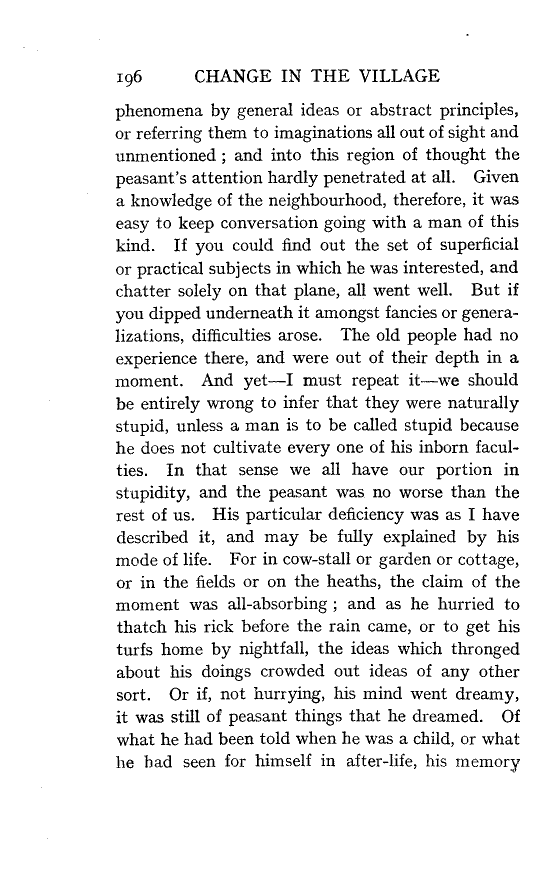 196 CHANGE IN THE VILLAGE
phenomena by general ideas or abstract principles,
or referring them to imaginations all out of sight and
unmentioned ; and into this region of thought the
peasant's attention hardly penetrated at all. Given
a knowledge of the neighbourhood, therefore, it was
easy to keep conversation going with a man of this
kind. If you could find out the set of superficial
or practical subjects in which he was interested, and
chatter solely on that plane, all went well. But if
you dipped underneath it amongst fancies or genera-
lizations, difficulties arose. The old people had no
experience there, and were out of their depth in a
moment. And yet—I must repeat it—we should
be entirely wrong to infer that they were naturally
stupid, unless a man is to be called stupid because
he does not cultivate every one of his inborn facul-
ties. In that sense we all have our portion in
stupidity, and the peasant was no worse than the
rest of us. His particular deficiency was as I have
described it, and may be fully explained by his
mode of life. For in cow-stall or garden or cottage,
or in the fields or on the heaths, the claim of the
moment was all-absorbing ; and as he hurried to
thatch his rick before the rain came, or to get his
turfs home by nightfall, the ideas which thronged
about his doings crowded out ideas of any other
sort. Or if, not hurrying, his mind went dreamy,
it was still of peasant things that he dreamed. Of
what he had been told when he was a child, or what
he had seen for himself in after-life, his memory